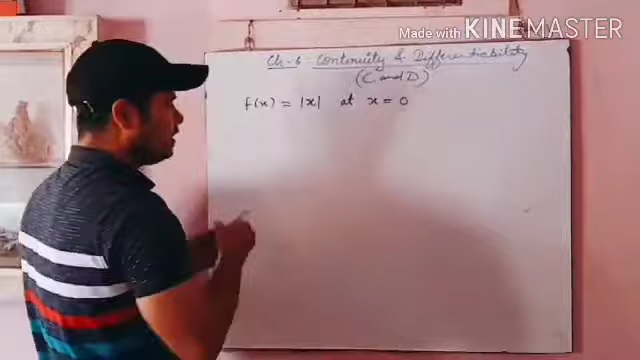 Made with KINEMASTER
Ch-6 Continuity & Differentiability
(C and D)
f(x) = |x| at x = 0